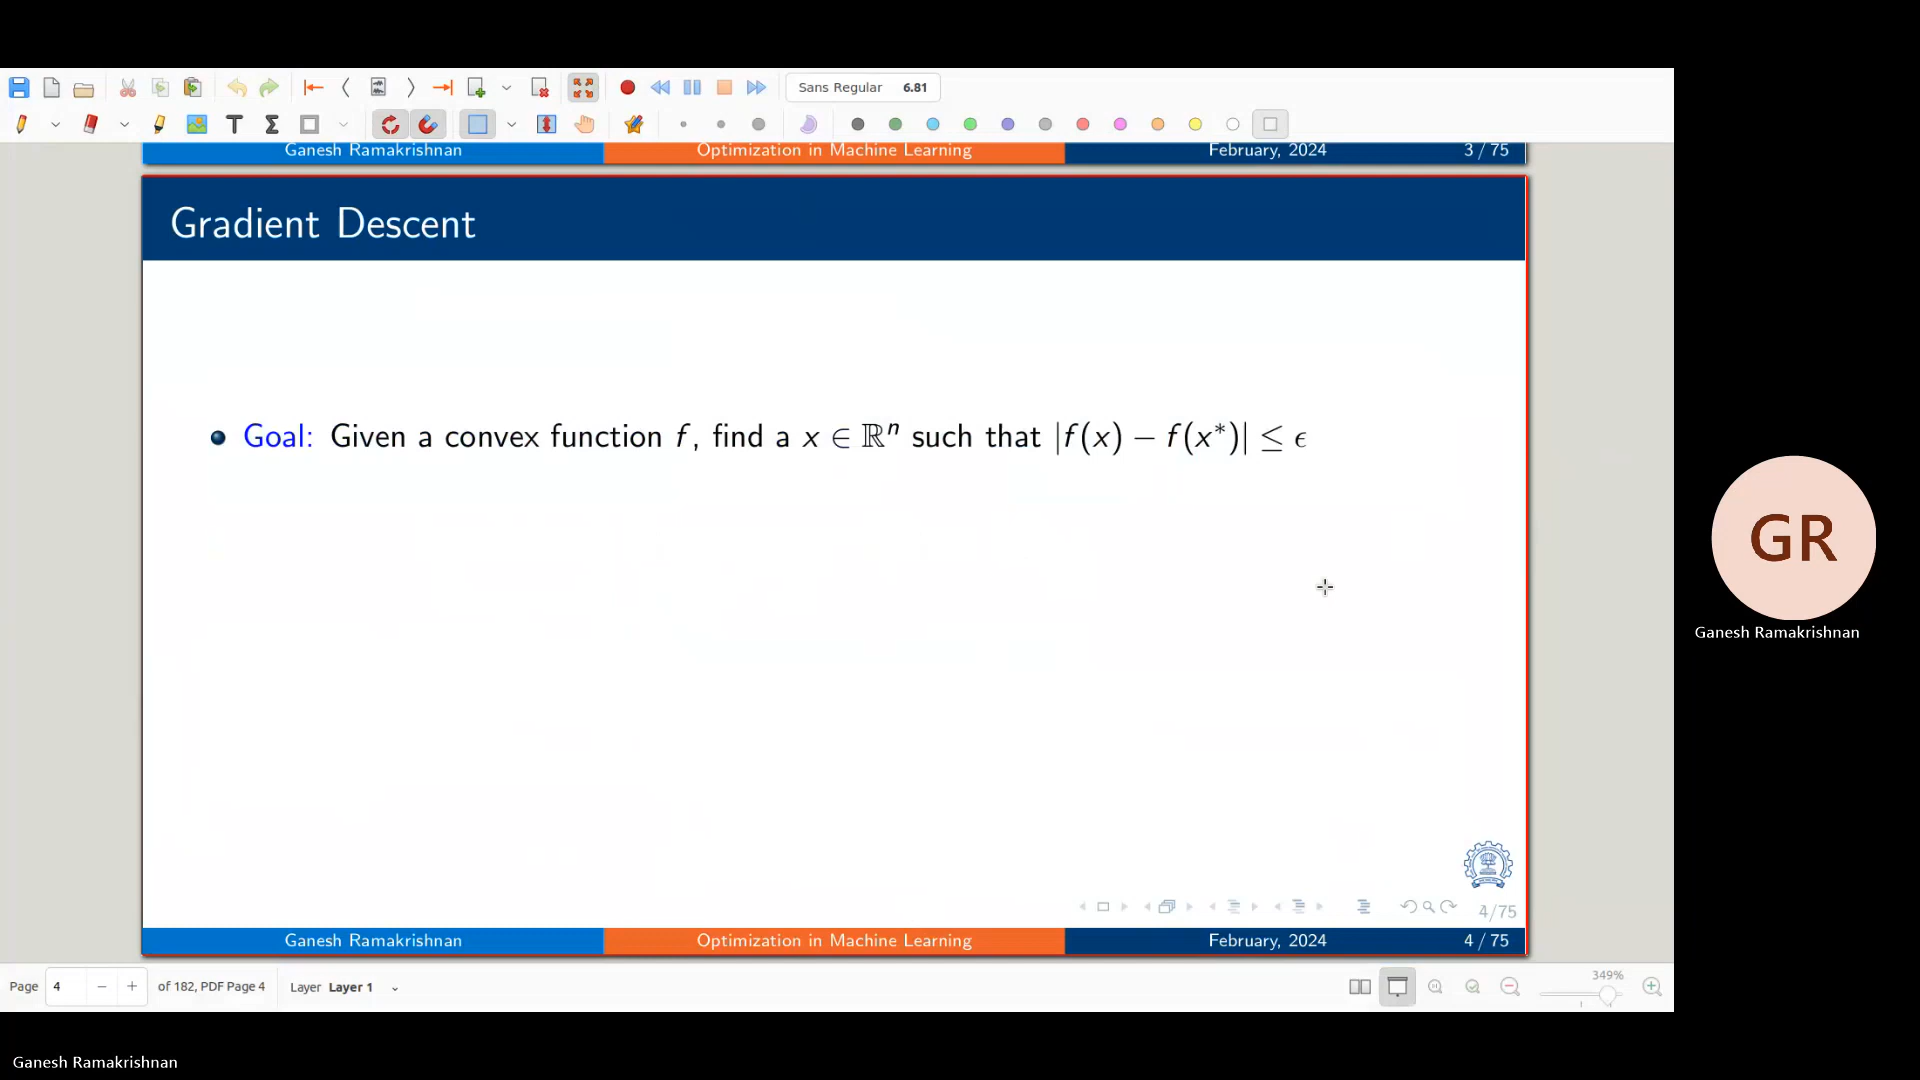 Sans Regular 6.81
Ganesh Ramakrishnan Optimization in Machine Learning February, 2024 3 / 75
Gradient Descent
Goal: Given a convex function f, find a x ∈ ℝⁿ such that |f(x) − f(x*)| ≤ ϵ
GR
Ganesh Ramakrishnan
4/75
Ganesh Ramakrishnan Optimization in Machine Learning February, 2024 4 / 75
Page 4 of 182, PDF Page 4 Layer Layer 1 349%
Ganesh Ramakrishnan